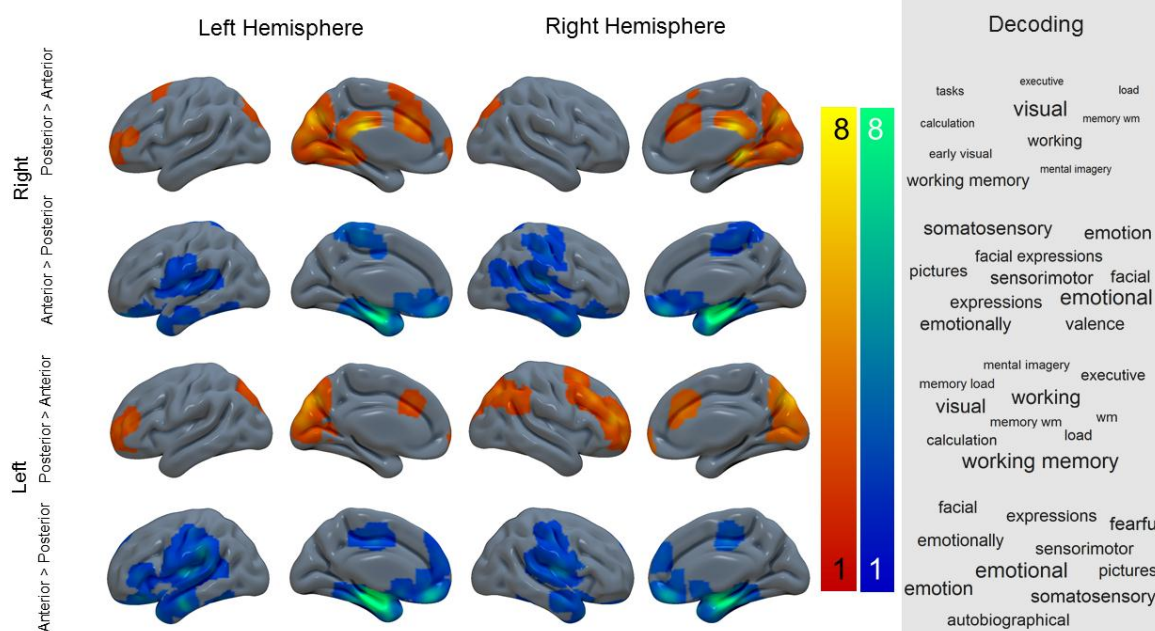 Left Hemisphere
Right Hemisphere
Decoding
Right
Posterior > Anterior
Anterior > Posterior
Left
Posterior > Anterior
Anterior > Posterior
8
8
1
1
executive
tasks
load
visual
memory wm
calculation
working
early visual
mental imagery
working memory
somatosensory
emotion
facial expressions
pictures
sensorimotor
facial
expressions
emotional
emotionally
valence
mental imagery
executive
memory load
working
visual
wm
memory wm
load
calculation
working memory
facial
expressions
fearfu
emotionally
sensorimotor
emotional
pictures
emotion
somatosensory
autobiographical